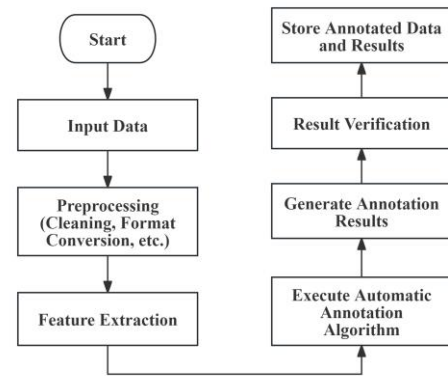 Start
Input Data
Preprocessing
(Cleaning, Format
Conversion, etc.)
Feature Extraction
Execute Automatic
Annotation
Algorithm
Generate Annotation
Results
Result Verification
Store Annotated Data
and Results